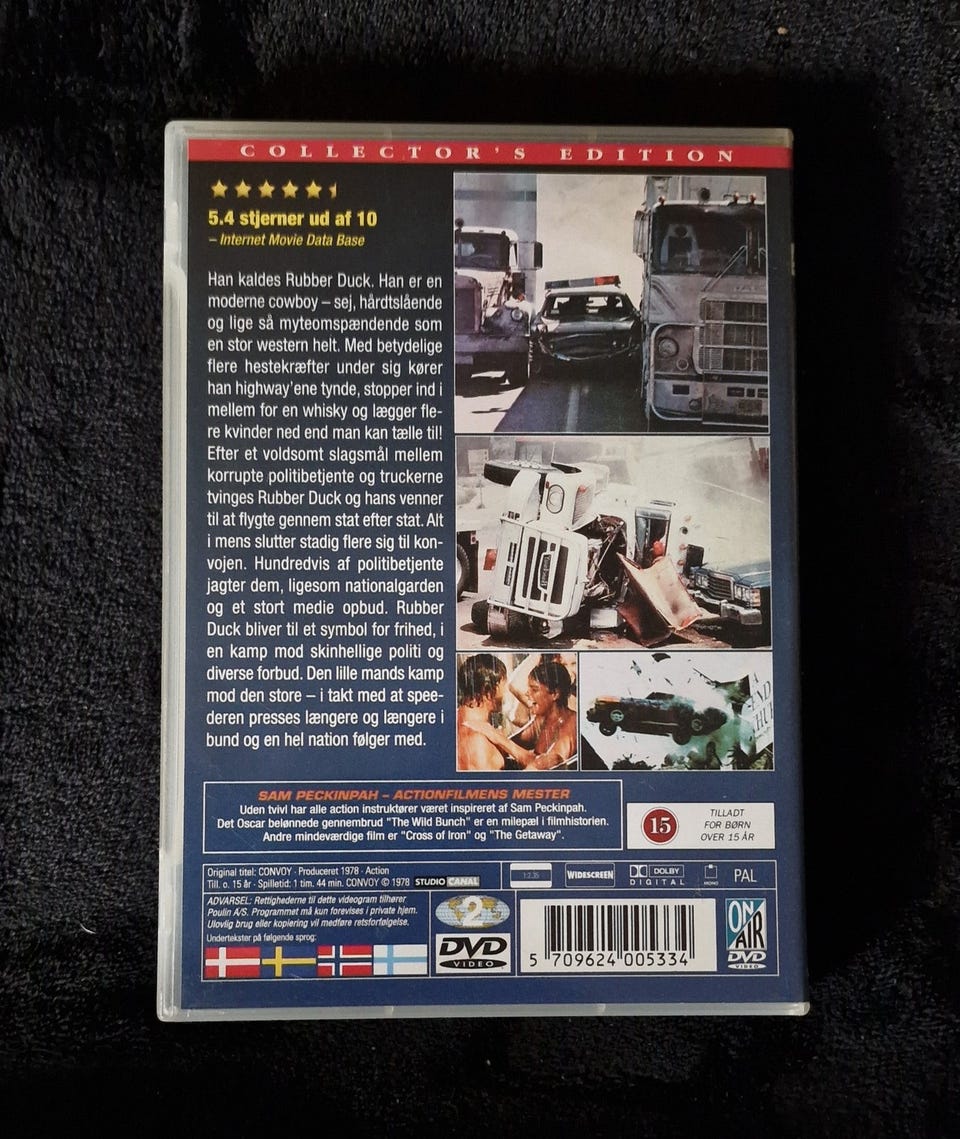 COLLECTOR'S EDITION
5.4 stjerner ud af 10
– Internet Movie Data Base
Han kaldes Rubber Duck. Han er en
moderne cowboy – sej, hårdtslående
og lige så myteomspændende som
en stor western helt. Med betydelige
flere hestekræfter under sig kører
han highway'ene tynde, stopper ind i
mellem for en whisky og lægger fle-
re kvinder ned end man kan tælle til!
Efter et voldsomt slagsmål mellem
korrupte politibetjente og truckerne
tvinges Rubber Duck og hans venner
til at flygte gennem stat efter stat. Alt
i mens slutter stadig flere sig til kon-
vojen. Hundredvis af politibetjente
jagter dem, ligesom nationalgarden
og et stort medie opbud. Rubber
Duck bliver til et symbol for frihed, i
en kamp mod skinhellige politi og
diverse forbud. Den lille mands kamp
mod den store – i takt med at spee-
deren presses længere og længere i
bund og en hel nation følger med.
SAM PECKINPAH – ACTIONFILMENS MESTER
Uden tvivl har alle action instruktører været inspireret af Sam Peckinpah.
Det Oscar belønnede gennembrud "The Wild Bunch" er en milepæl i filmhistorien.
Andre mindeværdige film er "Cross of Iron" og "The Getaway".
15
TILLADT
FOR BØRN
OVER 15 ÅR
Original titel: CONVOY · Produceret 1978 · Action
Till. o. 15 år · Spilletid: 1 tim. 44 min. CONVOY © 1978 STUDIO CANAL
1:2.35
WIDESCREEN
DOLBY
DIGITAL
MONO
PAL
ADVARSEL: Rettighederne til dette videogram tilhører
Poulin A/S. Programmet må kun forevises i private hjem.
Ulovlig brug eller kopiering vil medføre retsforfølgelse.
Undertekster på følgende sprog:
2
DVD
VIDEO
5 709624 005334
ON
AIR
DVD
VIDEO